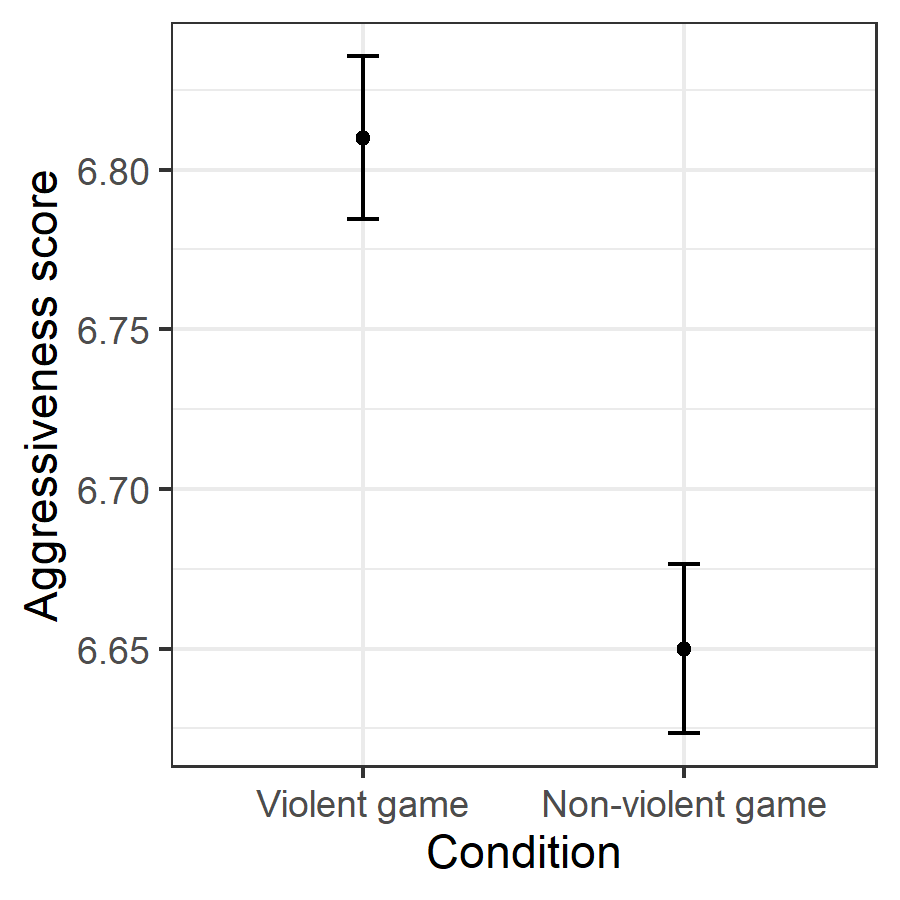 Aggressiveness score
6.80
6.75
6.70
6.65
Violent game
Non-violent game
Condition